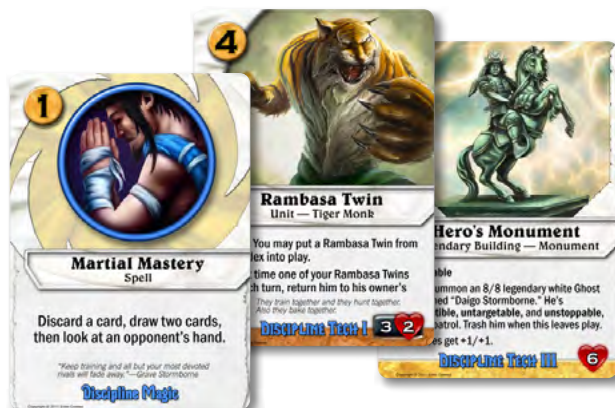 1
Martial Mastery
Spell
Discard a card, draw two cards,
then look at an opponent's hand.
"Keep training and all but your most devoted
rivals will fade away."—Grave Stormborne
Discipline Magic
4
Rambasa Twin
Unit — Tiger Monk
You may put a Rambasa Twin from
into play.
time one of your Rambasa Twins
turn, return him to his owner's
They train together and they hunt together.
Also they bake together.
Discipline Tech I
3 2
Hero's Monument
Building — Monument
summon an 8/8 legendary white Ghost
"Daigo Stormborne." He's
untargetable, and unstoppable,
patrol. Trash him when this leaves play.
get +1/+1.
Discipline Tech III
6